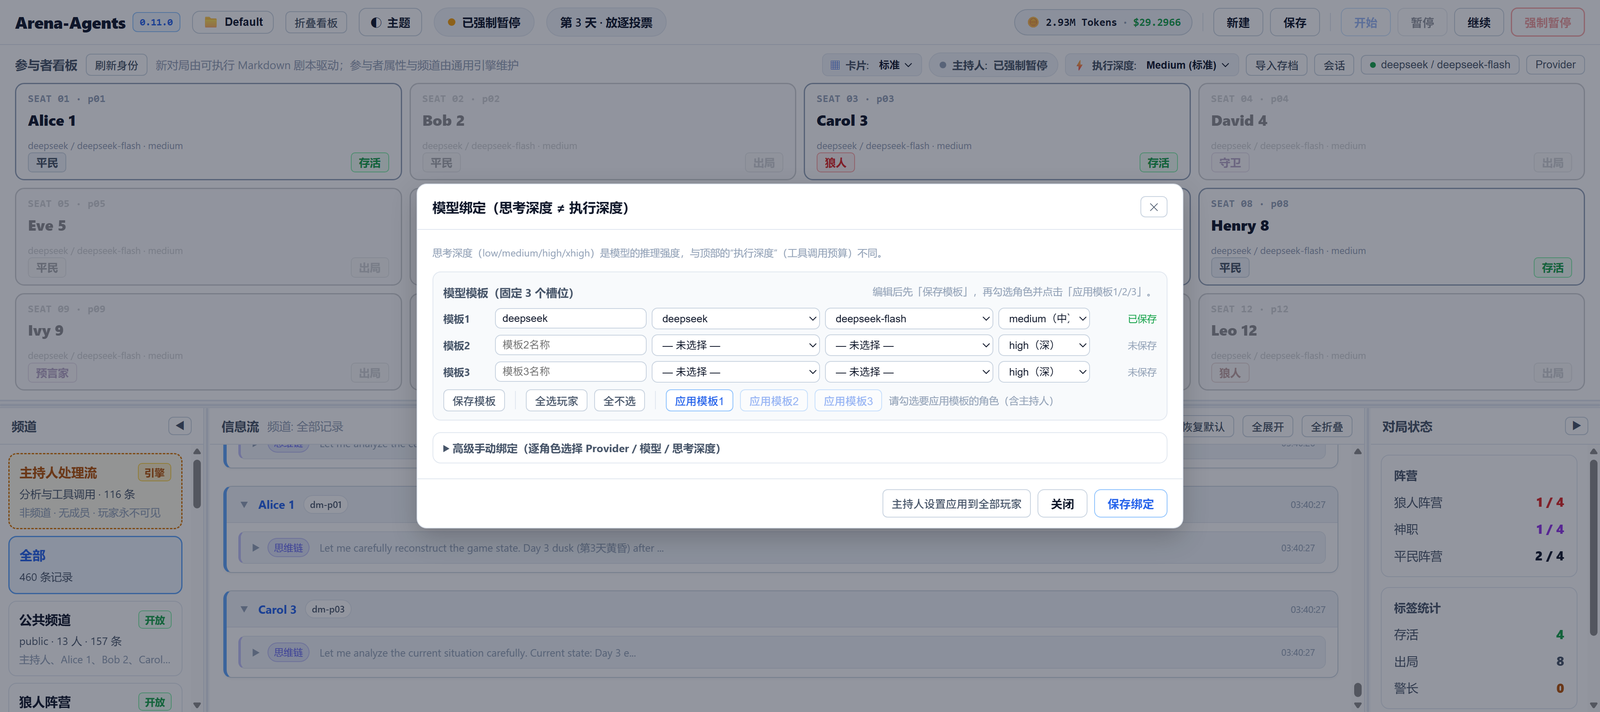 Arena-Agents 0.11.0 Default 折叠看板 主题 已强制暂停 第 3 天 · 放逐投票 2.93M Tokens · $29.2966 新建 保存 开始 暂停 继续 强制暂停
参与者看板 刷新身份 新对局由可执行 Markdown 剧本驱动；参与者属性与频道由通用引擎维护 卡片: 标准 主持人: 已强制暂停 执行深度: Medium (标准) 导入存档 会话 deepseek / deepseek-flash Provider
SEAT 01 · p01
Alice 1
deepseek / deepseek-flash · medium
平民 存活
SEAT 02 · p02
Bob 2
deepseek / deepseek-flash · medium
平民 出局
SEAT 03 · p03
Carol 3
deepseek / deepseek-flash · medium
狼人 存活
SEAT 04 · p04
David 4
deepseek / deepseek-flash · medium
守卫 出局
SEAT 05 · p05
Eve 5
deepseek / deepseek-flash · medium
平民 出局
SEAT 08 · p08
Henry 8
deepseek / deepseek-flash · medium
平民 存活
SEAT 09 · p09
Ivy 9
deepseek / deepseek-flash · medium
预言家 出局
SEAT 12 · p12
Leo 12
deepseek / deepseek-flash · medium
狼人 出局
模型绑定（思考深度 ≠ 执行深度）
思考深度（low/medium/high/xhigh）是模型的推理强度，与顶部的"执行深度"（工具调用预算）不同。
模型模板（固定 3 个槽位） 编辑后先「保存模板」，再勾选角色并点击「应用模板1/2/3」。
模板1 deepseek deepseek deepseek-flash medium（中） 已保存
模板2 模板2名称 — 未选择 — — 未选择 — high（深） 未保存
模板3 模板3名称 — 未选择 — — 未选择 — high（深） 未保存
保存模板 全选玩家 全不选 应用模板1 应用模板2 应用模板3 请勾选要应用模板的角色（含主持人）
高级手动绑定（逐角色选择 Provider / 模型 / 思考深度）
主持人设置应用到全部玩家 关闭 保存绑定
频道
主持人处理流 引擎
分析与工具调用 · 116 条
非频道 · 无成员 · 玩家永不可见
全部
460 条记录
公共频道 开放
public · 13 人 · 157 条
主持人、Alice 1、Bob 2、Carol...
狼人阵营 开放
信息流 频道: 全部记录 恢复默认 全展开 全折叠
思维链 03:40:26
Alice 1 dm-p01 03:40:27
思维链 Let me carefully reconstruct the game state. Day 3 dusk (第3天黄昏) after ... 03:40:27
Carol 3 dm-p03 03:40:27
思维链 Let me analyze the current situation carefully. Current state: Day 3 e... 03:40:27
对局状态
阵营
狼人阵营 1 / 4
神职 1 / 4
平民阵营 2 / 4
标签统计
存活 4
出局 8
警长 0